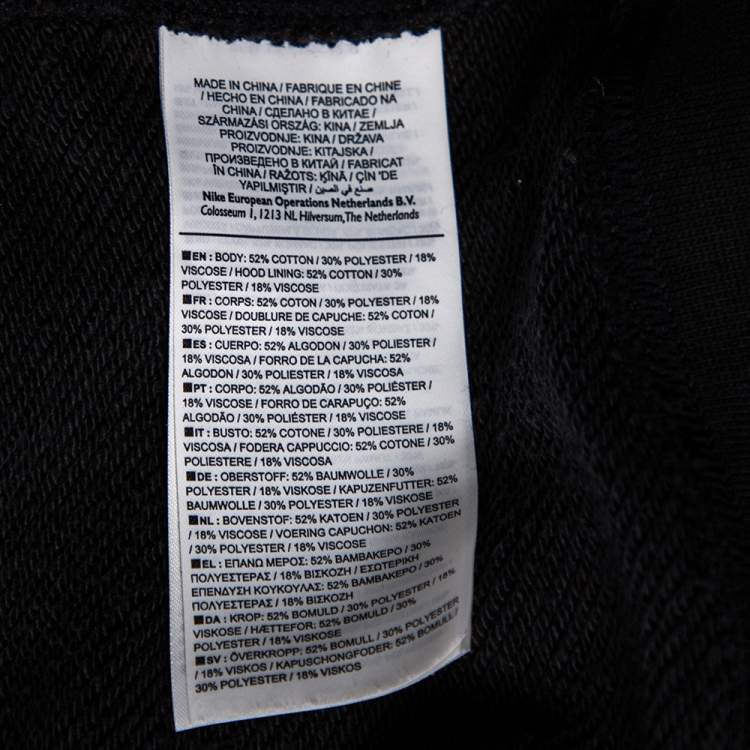 MADE IN CHINA / FABRIQUE EN CHINE
/ HECHO EN CHINA / FABRICADO NA
CHINA / СДЕЛАНО В КИТАЕ /
SZÁRMAZÁSI ORSZÁG: KINA / ZEMLJA
PROIZVODNJE: KINA / DRŽAVA
PROIZVODNJE: KITAJSKA /
ПРОИЗВЕДЕНО В КИТАЙ / FABRICAT
ÎN CHINA / RAŽOTS: ĶĪNĀ / ÇİN 'DE
YAPILMIŞTIR / صنع في الصين
Nike European Operations Netherlands B.V.
Colosseum 1, 1213 NL Hilversum, The Netherlands
■EN : BODY: 52% COTTON / 30% POLYESTER / 18%
VISCOSE / HOOD LINING: 52% COTTON / 30%
POLYESTER / 18% VISCOSE
■FR : CORPS: 52% COTON / 30% POLYESTER / 18%
VISCOSE / DOUBLURE DE CAPUCHE: 52% COTON /
30% POLYESTER / 18% VISCOSE
■ES : CUERPO: 52% ALGODON / 30% POLIESTER /
18% VISCOSA / FORRO DE LA CAPUCHA: 52%
ALGODON / 30% POLIESTER / 18% VISCOSA
■PT : CORPO: 52% ALGODÃO / 30% POLIÉSTER /
18% VISCOSE / FORRO DE CARAPUÇO: 52%
ALGODÃO / 30% POLIÉSTER / 18% VISCOSE
■IT : BUSTO: 52% COTONE / 30% POLIESTERE / 18%
VISCOSA / FODERA CAPPUCCIO: 52% COTONE / 30%
POLIESTERE / 18% VISCOSA
■DE : OBERSTOFF: 52% BAUMWOLLE / 30%
POLYESTER / 18% VISKOSE / KAPUZENFUTTER: 52%
BAUMWOLLE / 30% POLYESTER / 18% VISKOSE
■NL : BOVENSTOF: 52% KATOEN / 30% POLYESTER
/ 18% VISCOSE / VOERING CAPUCHON: 52% KATOEN
/ 30% POLYESTER / 18% VISCOSE
■EL : ΕΠΑΝΩ ΜΕΡΟΣ: 52% ΒΑΜΒΑΚΕΡΟ / 30%
ΠΟΛΥΕΣΤΕΡΑΣ / 18% ΒΙΣΚΟΖΗ / ΕΣΩΤΕΡΙΚΗ
ΕΠΕΝΔΥΣΗ ΚΟΥΚΟΥΛΑΣ: 52% ΒΑΜΒΑΚΕΡΟ / 30%
ΠΟΛΥΕΣΤΕΡΑΣ / 18% ΒΙΣΚΟΖΗ
■DA : KROP: 52% BOMULD / 30% POLYESTER / 18%
VISKOSE / HÆTTEFOR: 52% BOMULD / 30%
POLYESTER / 18% VISKOSE
■SV : ÖVERKROPP: 52% BOMULL / 30% POLYESTER
/ 18% VISKOS / KAPUSCHONGFODER: 52% BOMULL /
30% POLYESTER / 18% VISKOS